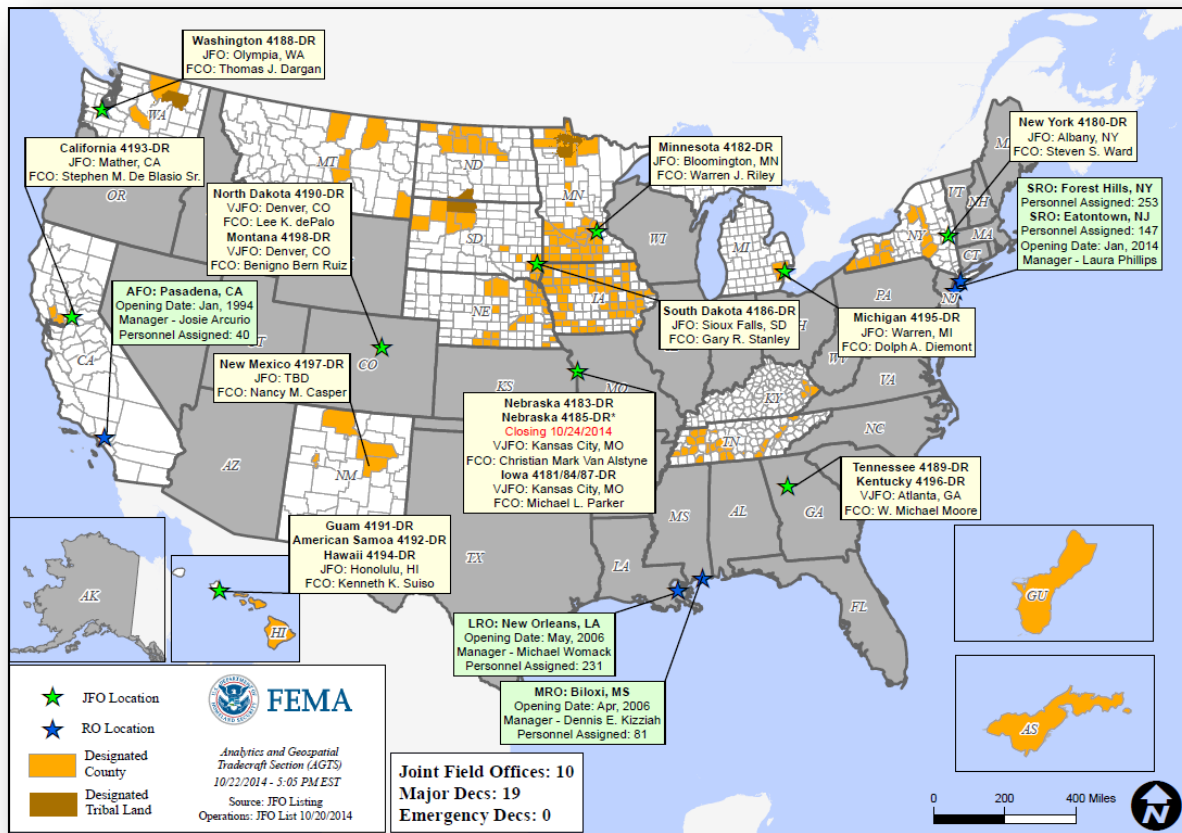 Washington 4188-DR
JFO: Olympia, WA
FCO: Thomas J. Dargan
California 4193-DR
JFO: Mather, CA
FCO: Stephen M. De Blasio Sr.
North Dakota 4190-DR
VJFO: Denver, CO
FCO: Lee K. dePalo
Montana 4198-DR
VJFO: Denver, CO
FCO: Benigno Bern Ruiz
Minnesota 4182-DR
JFO: Bloomington, MN
FCO: Warren J. Riley
New York 4180-DR
JFO: Albany, NY
FCO: Steven S. Ward
SRO: Forest Hills, NY
Personnel Assigned: 253
SRO: Eatontown, NJ
Personnel Assigned: 147
Opening Date: Jan, 2014
Manager - Laura Phillips
AFO: Pasadena, CA
Opening Date: Jan, 1994
Manager - Josie Arcurio
Personnel Assigned: 40
South Dakota 4186-DR
JFO: Sioux Falls, SD
FCO: Gary R. Stanley
Michigan 4195-DR
JFO: Warren, MI
FCO: Dolph A. Diemont
New Mexico 4197-DR
JFO: TBD
FCO: Nancy M. Casper
Nebraska 4183-DR
Nebraska 4185-DR*
Closing 10/24/2014
VJFO: Kansas City, MO
FCO: Christian Mark Van Alstyne
Iowa 4181/84/87-DR
VJFO: Kansas City, MO
FCO: Michael L. Parker
Tennessee 4189-DR
Kentucky 4196-DR
VJFO: Atlanta, GA
FCO: W. Michael Moore
Guam 4191-DR
American Samoa 4192-DR
Hawaii 4194-DR
JFO: Honolulu, HI
FCO: Kenneth K. Suiso
LRO: New Orleans, LA
Opening Date: May, 2006
Manager - Michael Womack
Personnel Assigned: 231
MRO: Biloxi, MS
Opening Date: Apr, 2006
Manager - Dennis E. Kizziah
Personnel Assigned: 81
WA
OR
CA
MT
ND
SD
MN
WI
MI
NE
IA
CO
KS
MO
AZ
NM
TX
LA
MS
AL
GA
FL
TN
KY
NC
VA
PA
NY
VT
NH
MA
CT
NJ
AK
HI
GU
AS
JFO Location
RO Location
Designated
County
Designated
Tribal Land
FEMA
Analytics and Geospatial
Tradecraft Section (AGTS)
10/22/2014 - 5:05 PM EST
Source: JFO Listing
Operations: JFO List 10/20/2014
Joint Field Offices: 10
Major Decs: 19
Emergency Decs: 0
0 200 400 Miles
N